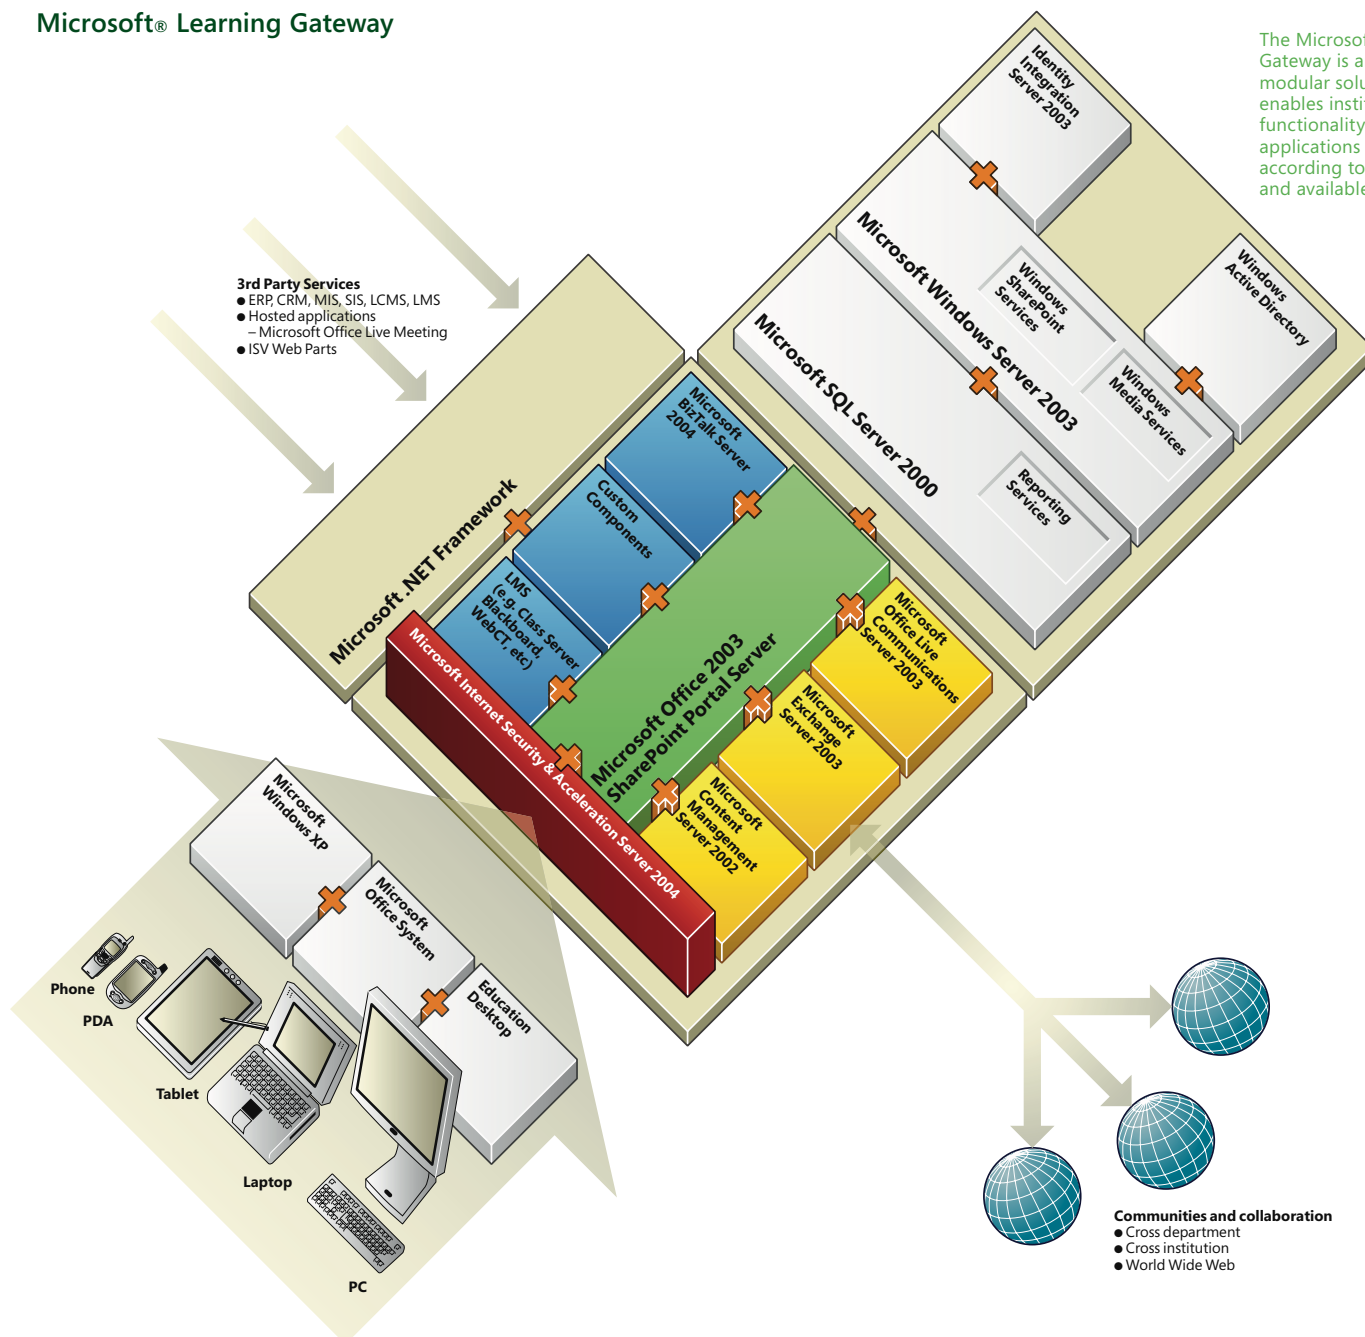 Microsoft® Learning Gateway
The Microsoft
Gateway is a
modular
enables
functionality
applications
according to
and
Identity
Integration
Server 2003
Microsoft Windows Server 2003
Windows
SharePoint
Services
Windows
Media Services
Windows
Active Directory
Microsoft SQL Server 2000
Reporting
Services
3rd Party Services
● ERP, CRM, MIS, SIS, LCMS, LMS
● Hosted applications
– Microsoft Office Live Meeting
● ISV Web Parts
Microsoft .NET Framework
Microsoft
BizTalk Server
2004
Custom
Components
LMS
(e.g. Class Server
Blackboard,
WebCT, etc)
Microsoft Office 2003
SharePoint Portal Server
Microsoft
Office Live
Communications
Server 2003
Microsoft
Exchange
Server 2003
Microsoft
Content
Management
Server 2002
Microsoft Internet Security & Acceleration Server 2004
Microsoft
Windows XP
Microsoft
Office System
Education
Desktop
Phone
PDA
Tablet
Laptop
PC
Communities and collaboration
● Cross department
● Cross institution
● World Wide Web